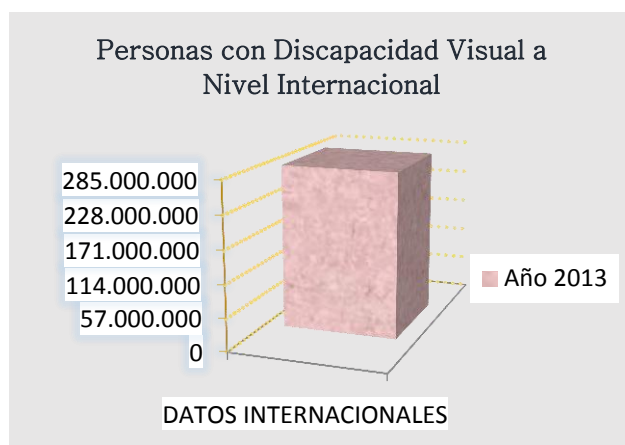 Personas con Discapacidad Visual a
Nivel Internacional
285.000.000
228.000.000
171.000.000
114.000.000
57.000.000
0
Año 2013
DATOS INTERNACIONALES